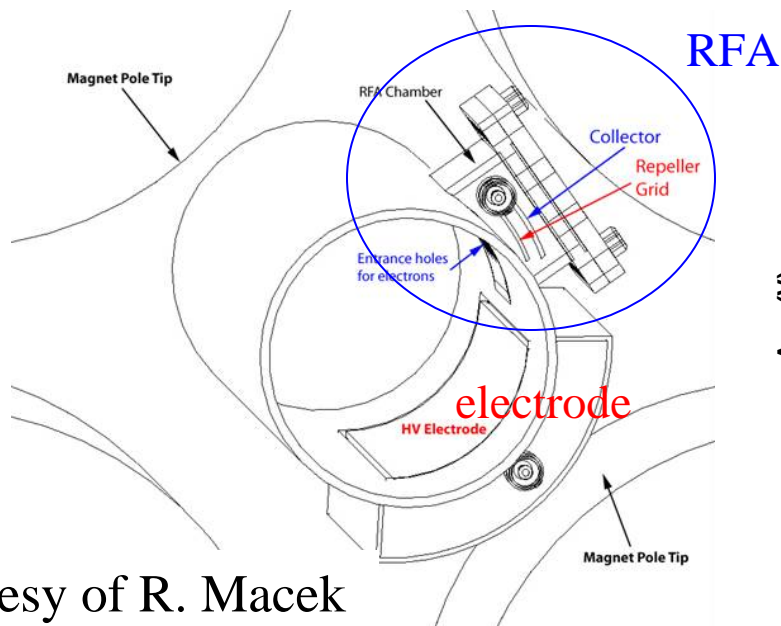 RFA
Magnet Pole Tip
RFA Chamber
Collector
Repeller
Grid
Entrance holes
for electrons
electrode
HV Electrode
Magnet Pole Tip
of R. Macek